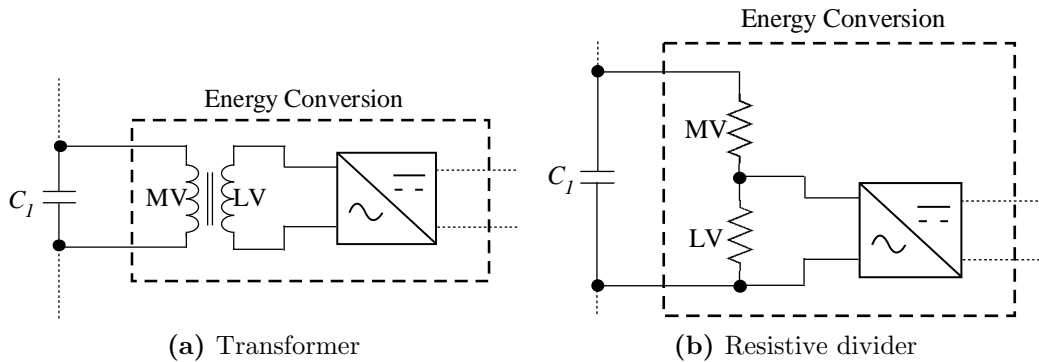 Energy Conversion
C1
MV
LV
(a) Transformer
Energy Conversion
C1
MV
LV
(b) Resistive divider